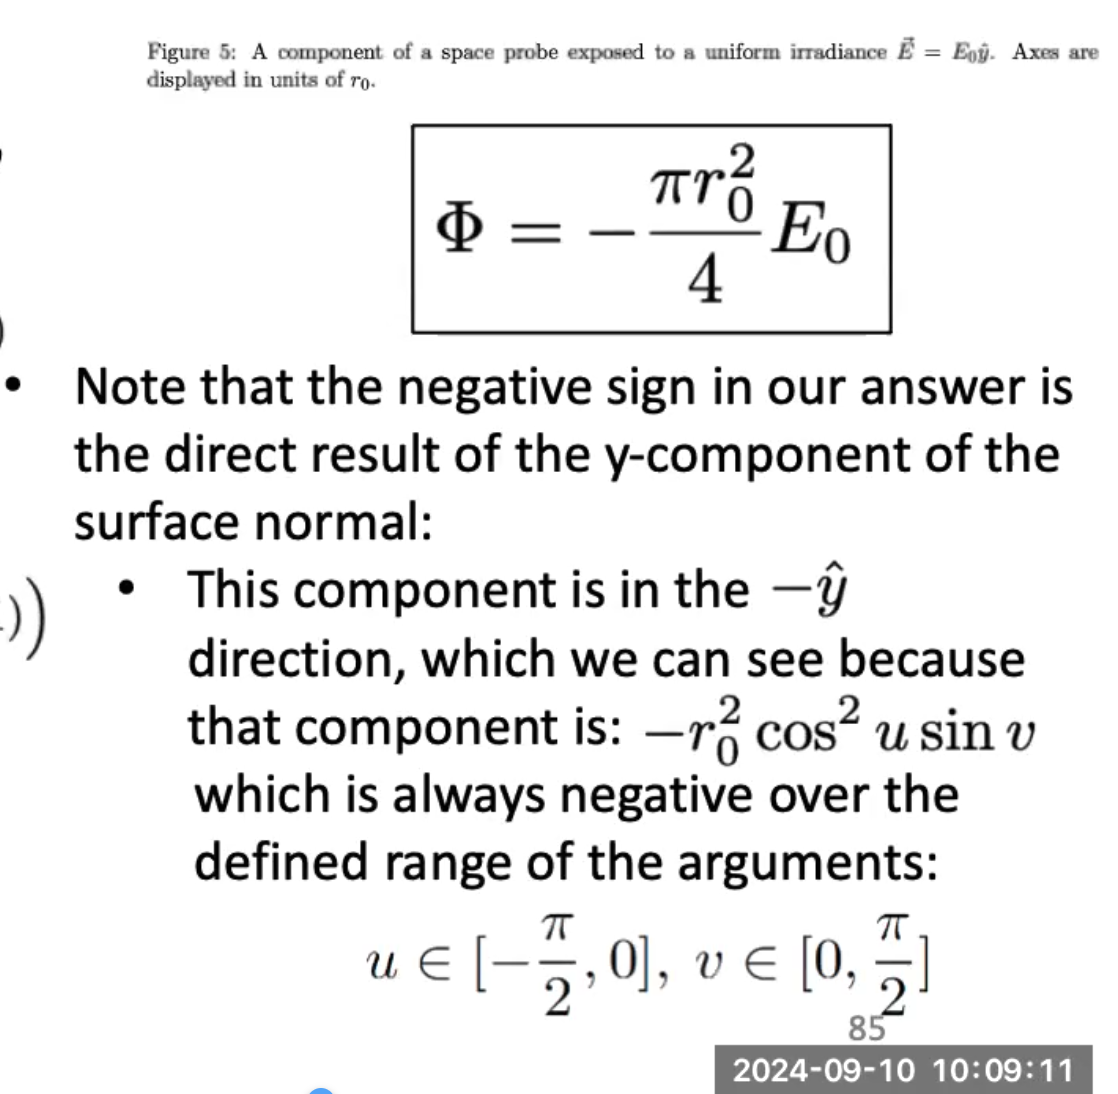 Figure 5: A component of a space probe exposed to a uniform irradiance $\vec{E} = E_0\hat{y}$. Axes are
displayed in units of $r_0$.
$\Phi = -\frac{\pi r_0^2}{4} E_0$
• Note that the negative sign in our answer is
the direct result of the y-component of the
surface normal:
• This component is in the $-\hat{y}$
direction, which we can see because
that component is: $-r_0^2 \cos^2 u \sin v$
which is always negative over the
defined range of the arguments:
$u \in [-\frac{\pi}{2}, 0],\ v \in [0, \frac{\pi}{2}]$
85
2024-09-10 10:09:11
))